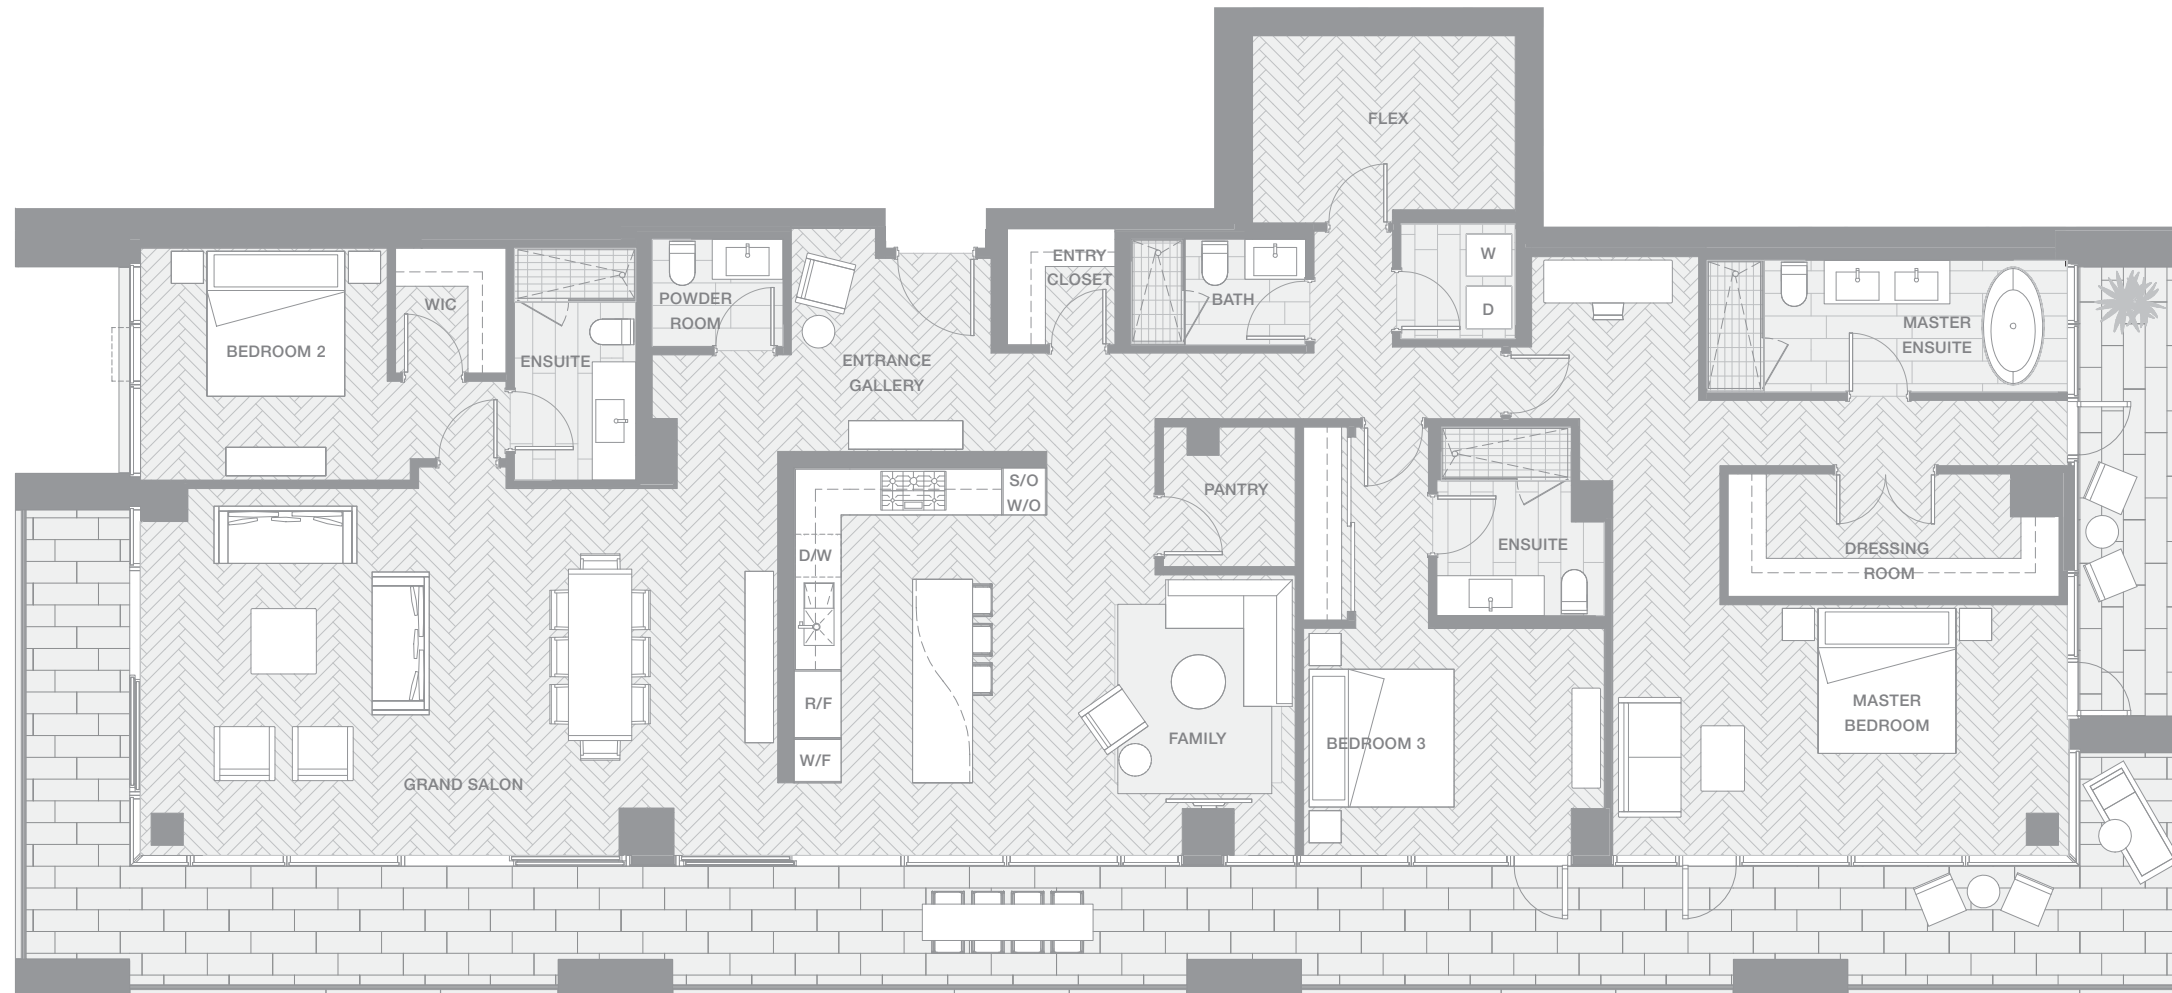 FLEX
ENTRY
CLOSET
W
D
BATH
WIC
POWDER
ROOM
MASTER
ENSUITE
BEDROOM 2
ENSUITE
ENTRANCE
GALLERY
S/O
W/O
PANTRY
D/W
ENSUITE
DRESSING
ROOM
R/F
W/F
FAMILY
BEDROOM 3
MASTER
BEDROOM
GRAND SALON